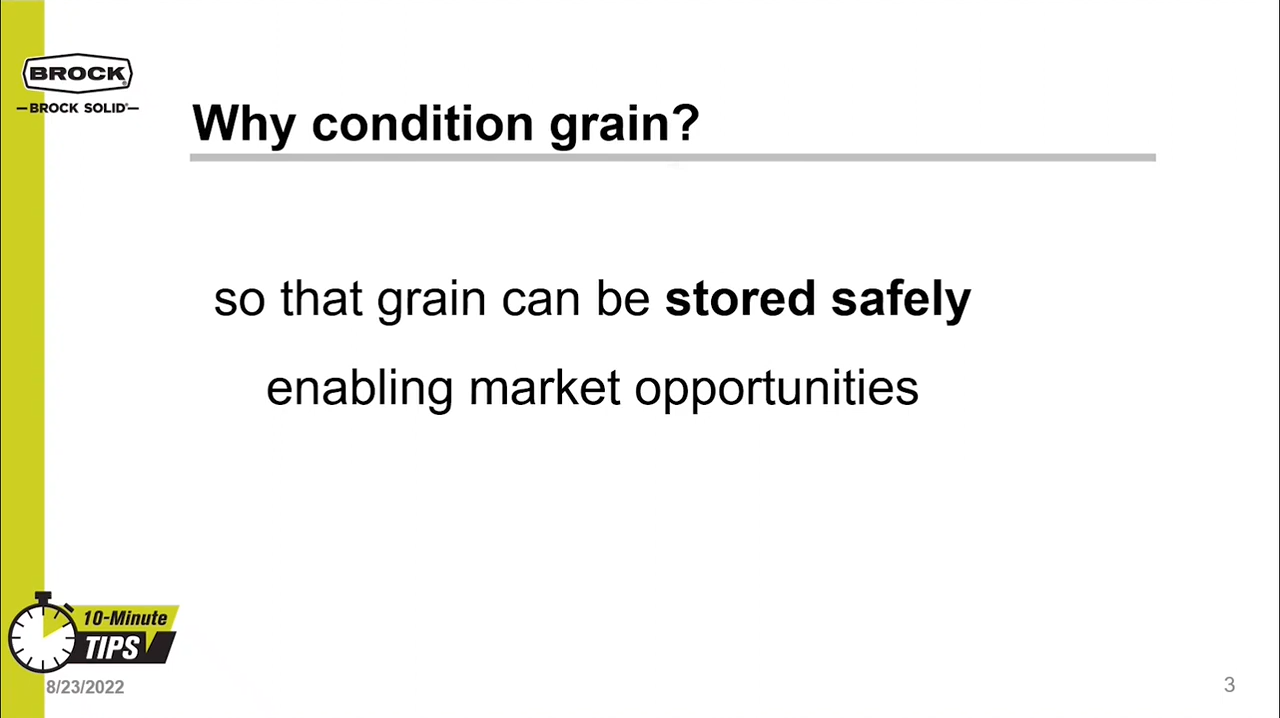 BROCK®
BROCK SOLID®
Why condition grain?
so that grain can be stored safely
enabling market opportunities
10-Minute
TIPS
8/23/2022
3